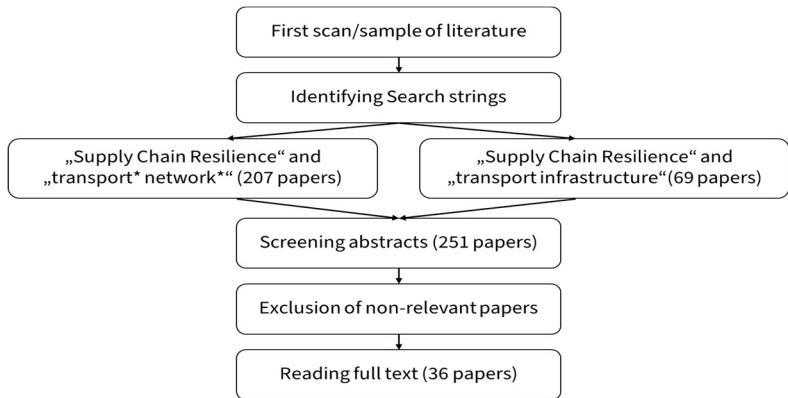 First scan/sample of literature
Identifying Search strings
„Supply Chain Resilience“ and
„transport* network*“ (207 papers)
„Supply Chain Resilience“ and
„transport infrastructure“(69 papers)
Screening abstracts (251 papers)
Exclusion of non-relevant papers
Reading full text (36 papers)